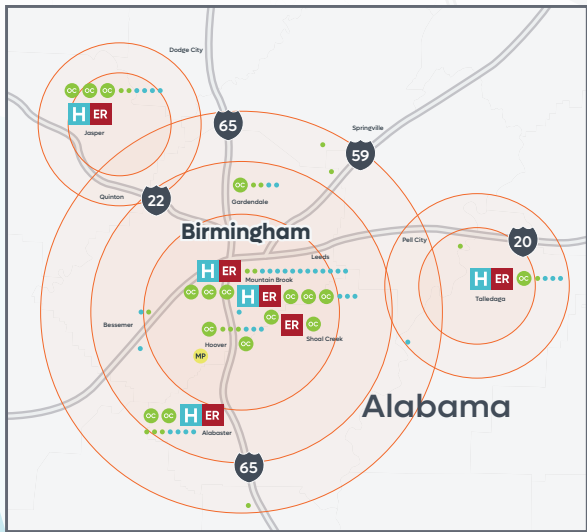 Dodge City
OC OC OC
H ER
Jasper
65
Springville
59
22
Quinton
OC
Gardendale
Birmingham
20
Pell City
Leeds
H ER
Mountain Brook
H ER OC
Talledaga
OC OC OC H ER OC OC OC
OC ER OC
Bessemer
OC
Hoover
OC
Shoal Creek
MP
Alabama
OC OC H ER
Alabaster
65